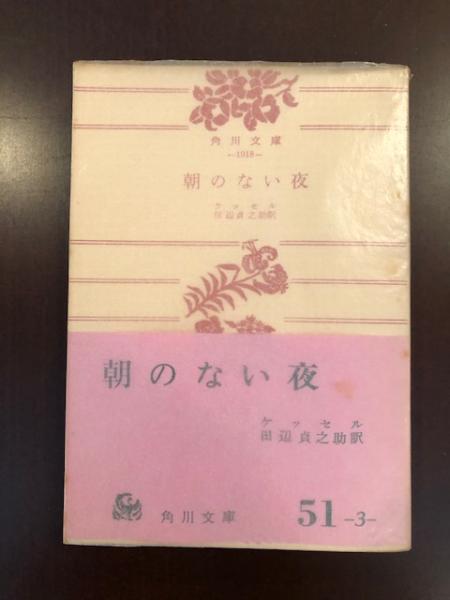 角川文庫
—1918—
朝のない夜
ケッセル
田辺貞之助訳
朝のない夜
ケッセル
田辺貞之助訳
角川文庫
51 -3-